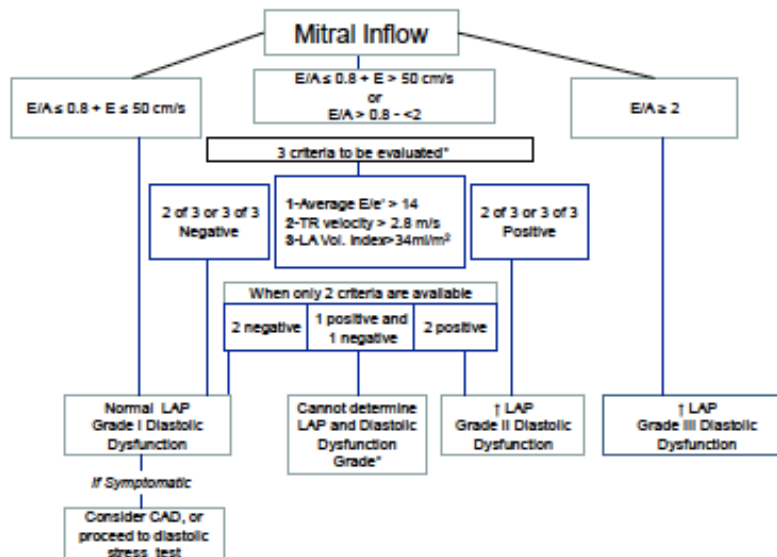 Mitral Inflow
E/A ≤ 0.8 + E ≤ 50 cm/s
E/A ≤ 0.8 + E > 50 cm/s
or
E/A > 0.8 - <2
E/A ≥ 2
3 criteria to be evaluated*
2 of 3 or 3 of 3
Negative
1-Average E/e' > 14
2-TR velocity > 2.8 m/s
3-LA Vol. Index>34ml/m²
2 of 3 or 3 of 3
Positive
When only 2 criteria are available
2 negative
1 positive and
1 negative
2 positive
Normal LAP
Grade I Diastolic
Dysfunction
Cannot determine
LAP and Diastolic
Dysfunction
Grade*
↑ LAP
Grade II Diastolic
Dysfunction
↑ LAP
Grade III Diastolic
Dysfunction
If Symptomatic
Consider CAD, or
proceed to diastolic
stress test